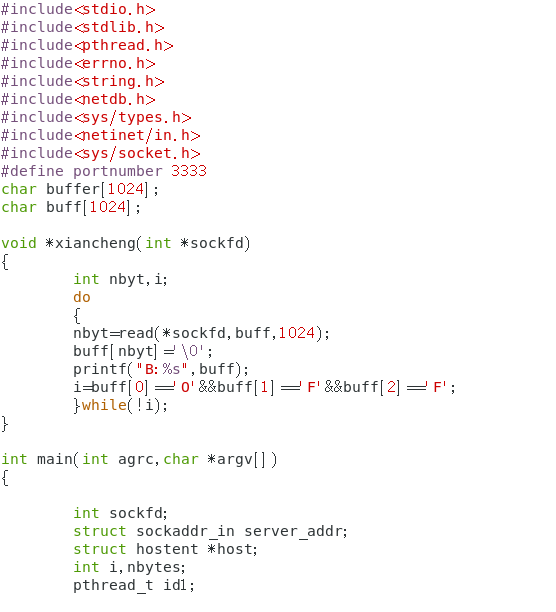 #include<stdio.h>
#include<stdlib.h>
#include<pthread.h>
#include<errno.h>
#include<string.h>
#include<netdb.h>
#include<sys/types.h>
#include<netinet/in.h>
#include<sys/socket.h>
#define portnumber 3333
char buffer[1024];
char buff[1024];
void *xiancheng(int *sockfd)
{
int nbyt,i;
do
{
nbyt=read(*sockfd,buff,1024);
buff[nbyt]='\0';
printf("B:%s",buff);
i=buff[0]=='O'&&buff[1]=='F'&&buff[2]=='F';
}while(!i);
}
int main(int agrc,char *argv[])
{
int sockfd;
struct sockaddr_in server_addr;
struct hostent *host;
int i,nbytes;
pthread_t id1;